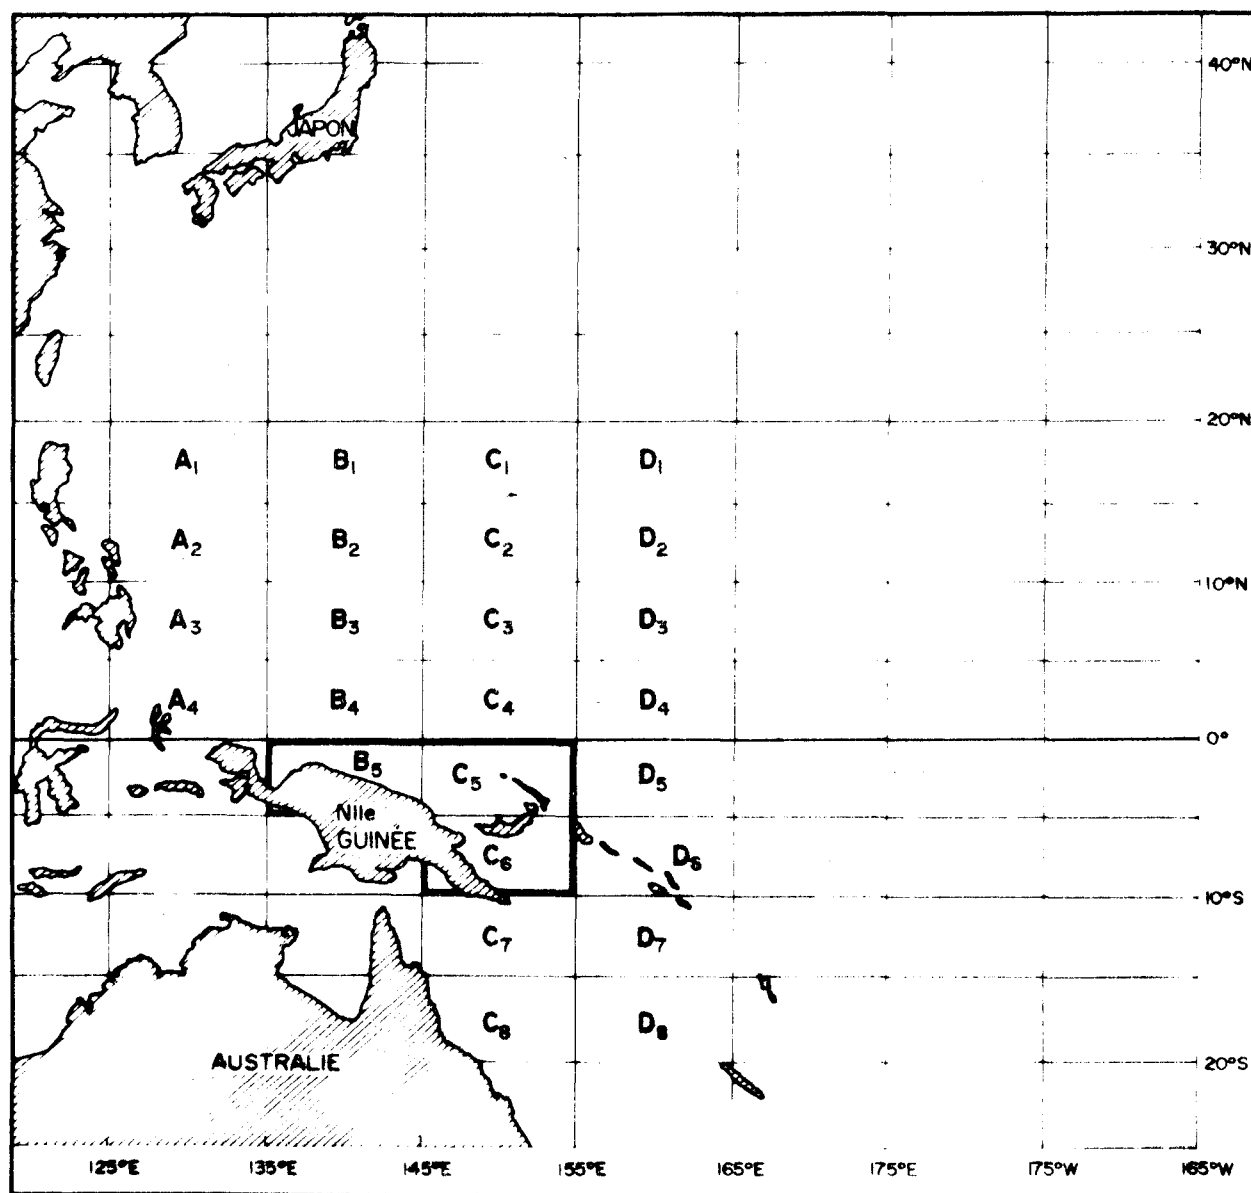 40°N
JAPON
30°N
20°N
A1 B1 C1 D1
A2 B2 C2 D2
10°N
A3 B3 C3 D3
A4 B4 C4 D4
0°
B5 C5 D5
Nlle
GUINÉE
C6 D6
10°S
C7 D7
C8 D8
AUSTRALIE
20°S
125°E 135°E 145°E 155°E 165°E 175°E 175°W 165°W